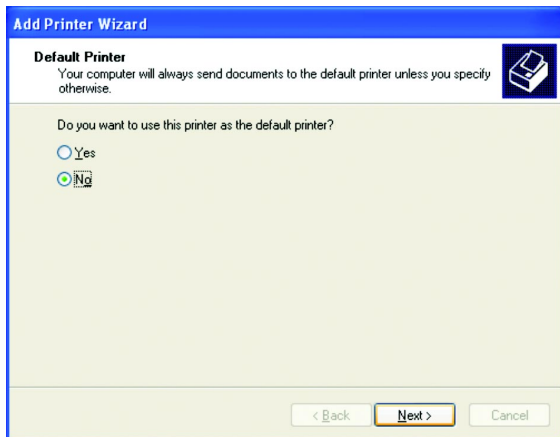 Add Printer Wizard
Default Printer
Your computer will always send documents to the default printer unless you specify
otherwise.
Do you want to use this printer as the default printer?
Yes
No
< Back
Next >
Cancel